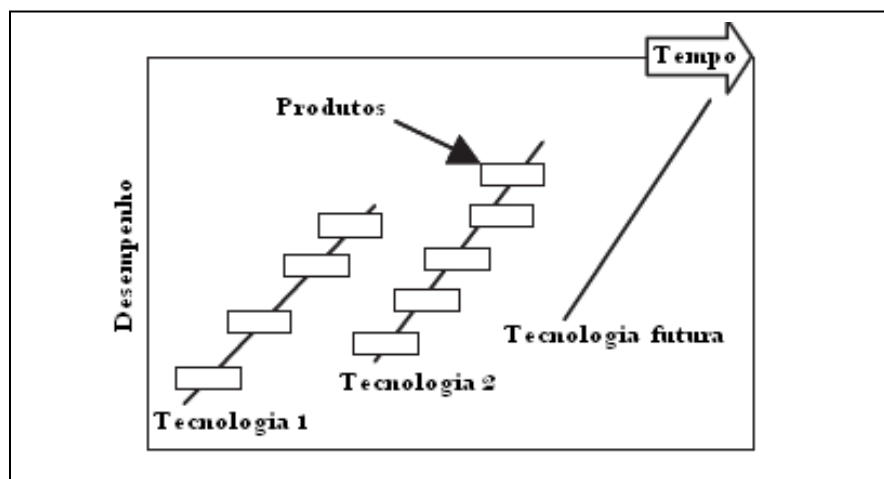 Tempo
Produtos
Desempenho
Tecnologia futura
Tecnologia 2
Tecnologia 1